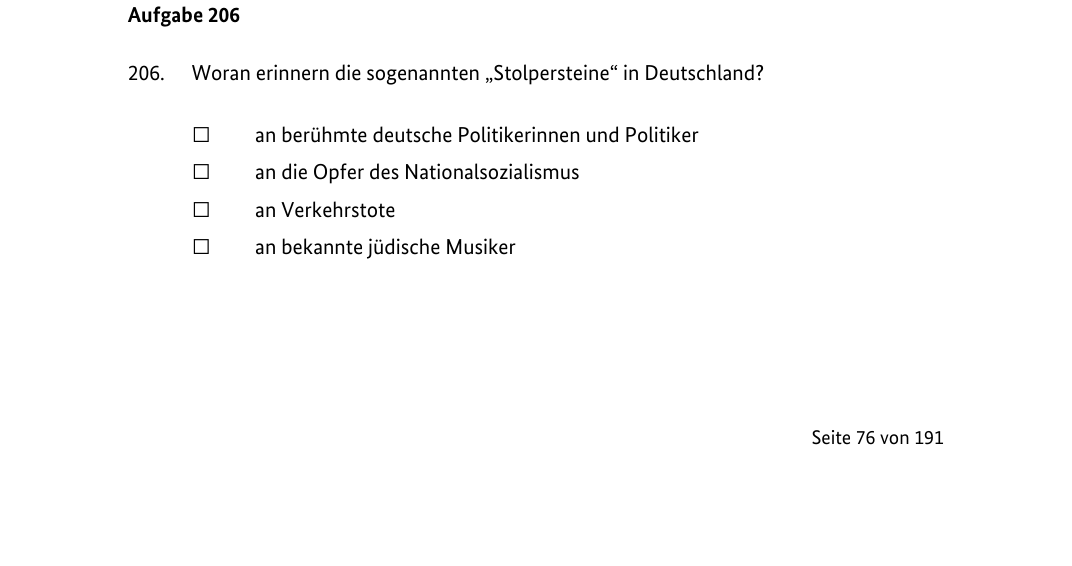 Aufgabe 206
206. Woran erinnern die sogenannten „Stolpersteine“ in Deutschland?
☐ an berühmte deutsche Politikerinnen und Politiker
☐ an die Opfer des Nationalsozialismus
☐ an Verkehrstote
☐ an bekannte jüdische Musiker
Seite 76 von 191